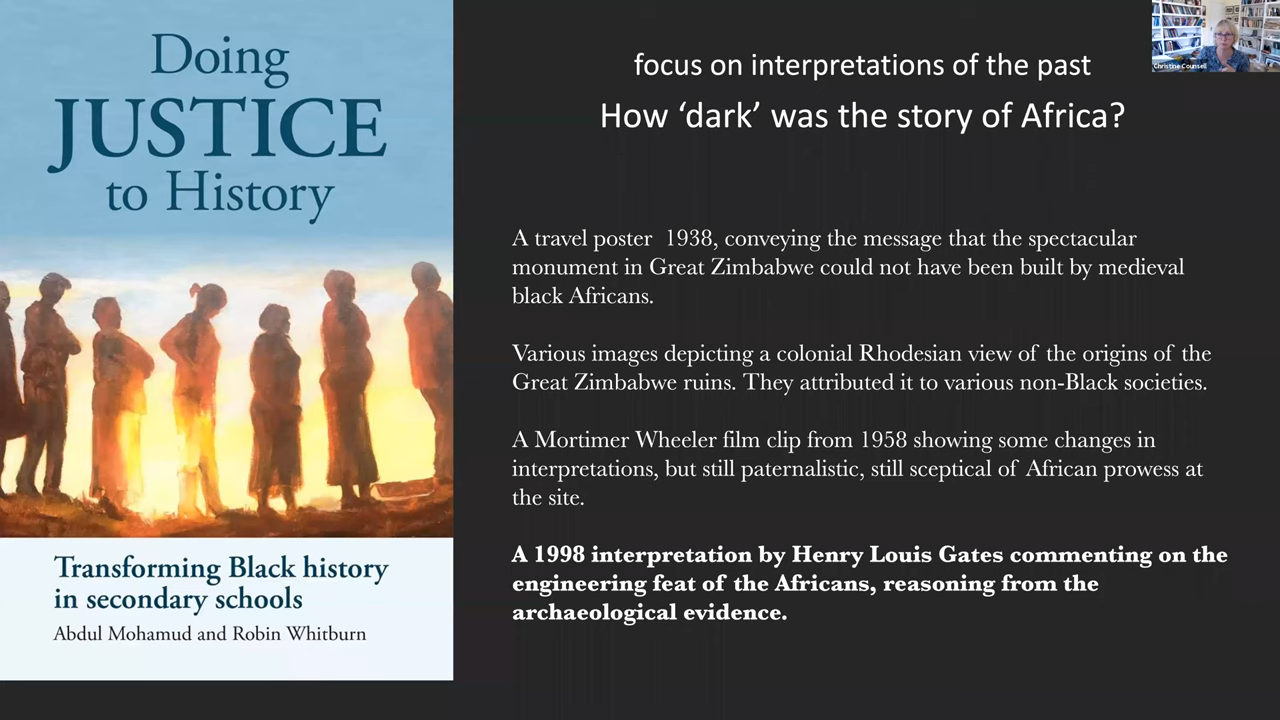 Doing
JUSTICE
to History
Transforming Black history
in secondary schools
Abdul Mohamud and Robin Whitburn
focus on interpretations of the past
How ‘dark’ was the story of Africa?
A travel poster  1938, conveying the message that the spectacular
monument in Great Zimbabwe could not have been built by medieval
black Africans.
Various images depicting a colonial Rhodesian view of the origins of the
Great Zimbabwe ruins. They attributed it to various non-Black societies.
A Mortimer Wheeler film clip from 1958 showing some changes in
interpretations, but still paternalistic, still sceptical of African prowess at
the site.
A 1998 interpretation by Henry Louis Gates commenting on the
engineering feat of the Africans, reasoning from the
archaeological evidence.
Christine Counsell